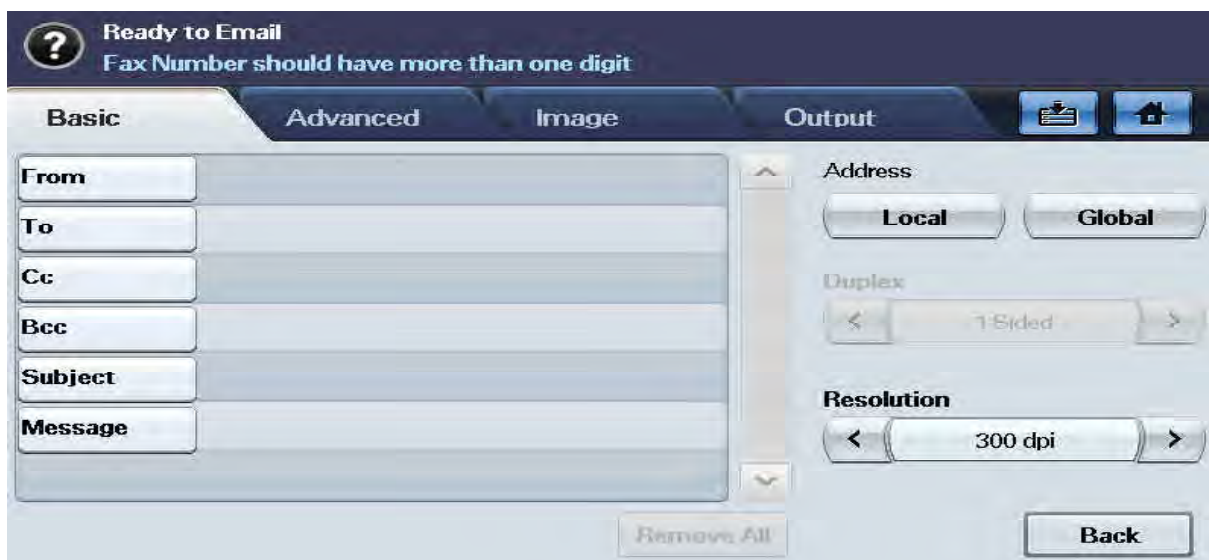 Ready to Email
Fax Number should have more than one digit
Basic
Advanced
Image
Output
From
To
Cc
Bcc
Subject
Message
Address
Local
Global
Duplex
< 1 Sided >
Resolution
< 300 dpi >
Remove All
Back